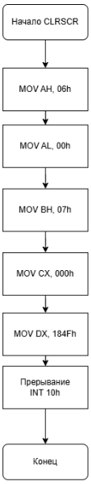 Начало CLRSCR
MOV AH, 06h
MOV AL, 00h
MOV BH, 07h
MOV CX, 000h
MOV DX, 184Fh
Прерывание
INT 10h
Конец